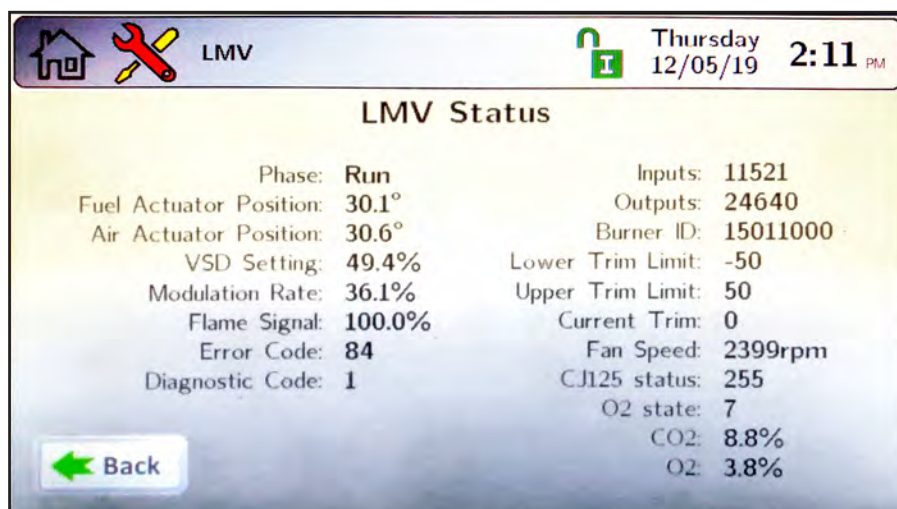 LMV
Thursday
12/05/19
2:11 PM
I
LMV Status
Phase: Run
Fuel Actuator Position: 30.1°
Air Actuator Position: 30.6°
VSD Setting: 49.4%
Modulation Rate: 36.1%
Flame Signal: 100.0%
Error Code: 84
Diagnostic Code: 1
Inputs: 11521
Outputs: 24640
Burner ID: 15011000
Lower Trim Limit: -50
Upper Trim Limit: 50
Current Trim: 0
Fan Speed: 2399rpm
CJ125 status: 255
O2 state: 7
CO2: 8.8%
O2: 3.8%
Back